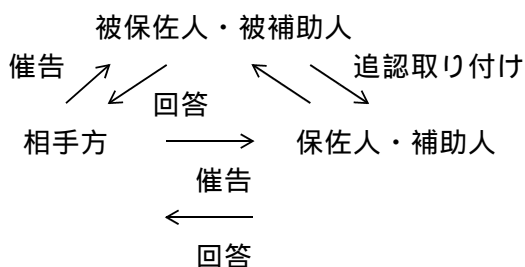 被保佐人・被補助人
催告
追認取り付け
回答
相手方
保佐人・補助人
催告
回答